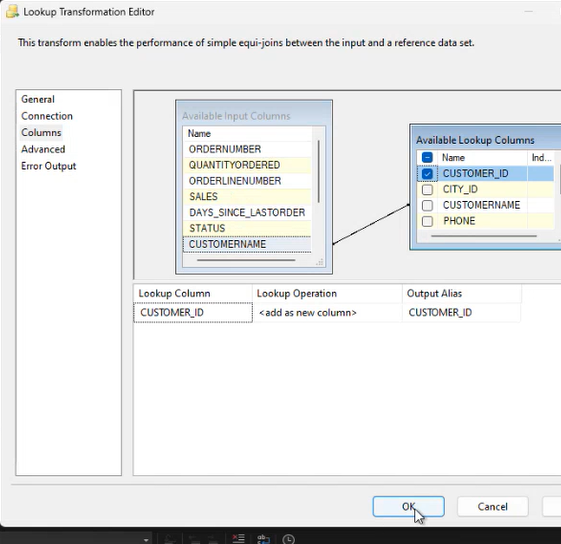 Lookup Transformation Editor
This transform enables the performance of simple equi-joins between the input and a reference data set.
General
Connection
Columns
Advanced
Error Output
Available Input Columns
Name
ORDERNUMBER
QUANTITYORDERED
ORDERLINENUMBER
SALES
DAYS_SINCE_LASTORDER
STATUS
CUSTOMERNAME
Available Lookup Columns
Name Ind...
CUSTOMER_ID
CITY_ID
CUSTOMERNAME
PHONE
Lookup Column Lookup Operation Output Alias
CUSTOMER_ID <add as new column> CUSTOMER_ID
OK Cancel